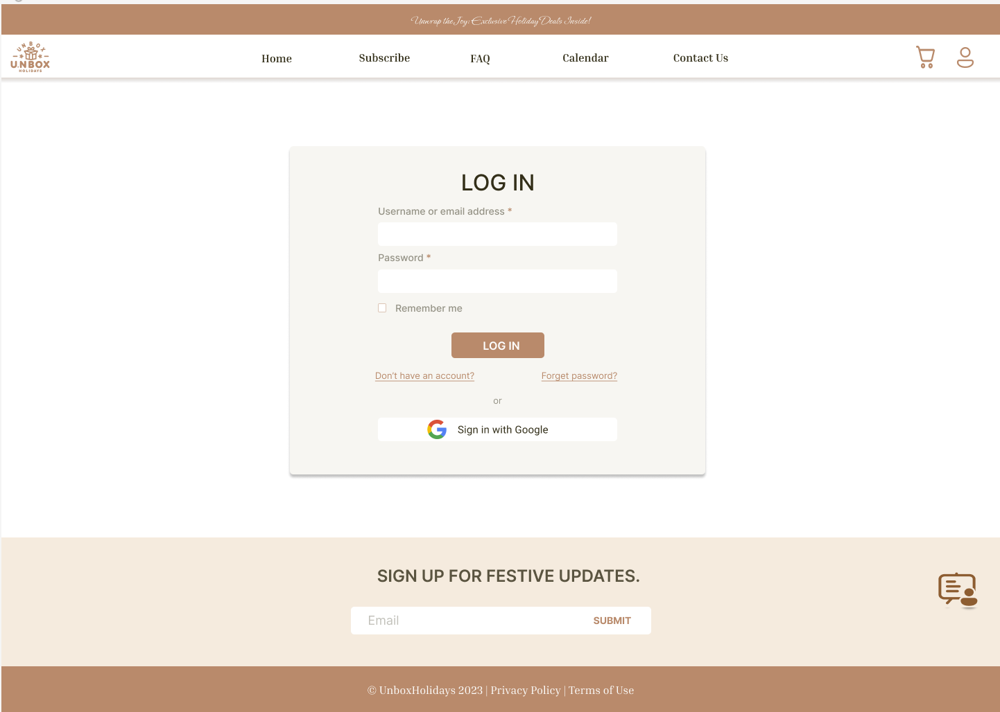 Unwrap the Joy: Exclusive Holiday Deals Inside!
UNBOX
U.NBOX
HOLIDAYS
Home Subscribe FAQ Calendar Contact Us
LOG IN
Username or email address *
Password *
Remember me
LOG IN
Don't have an account? Forget password?
or
Sign in with Google
SIGN UP FOR FESTIVE UPDATES.
Email SUBMIT
© UnboxHolidays 2023 | Privacy Policy | Terms of Use